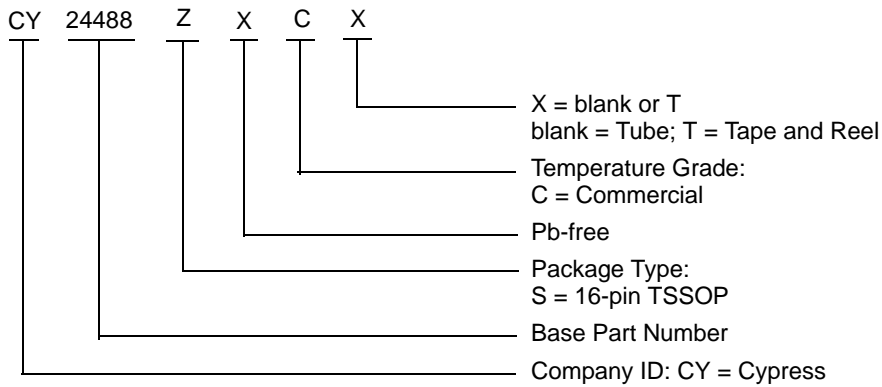 CY 24488 Z X C X
X = blank or T
blank = Tube; T = Tape and Reel
Temperature Grade:
C = Commercial
Pb-free
Package Type:
S = 16-pin TSSOP
Base Part Number
Company ID: CY = Cypress